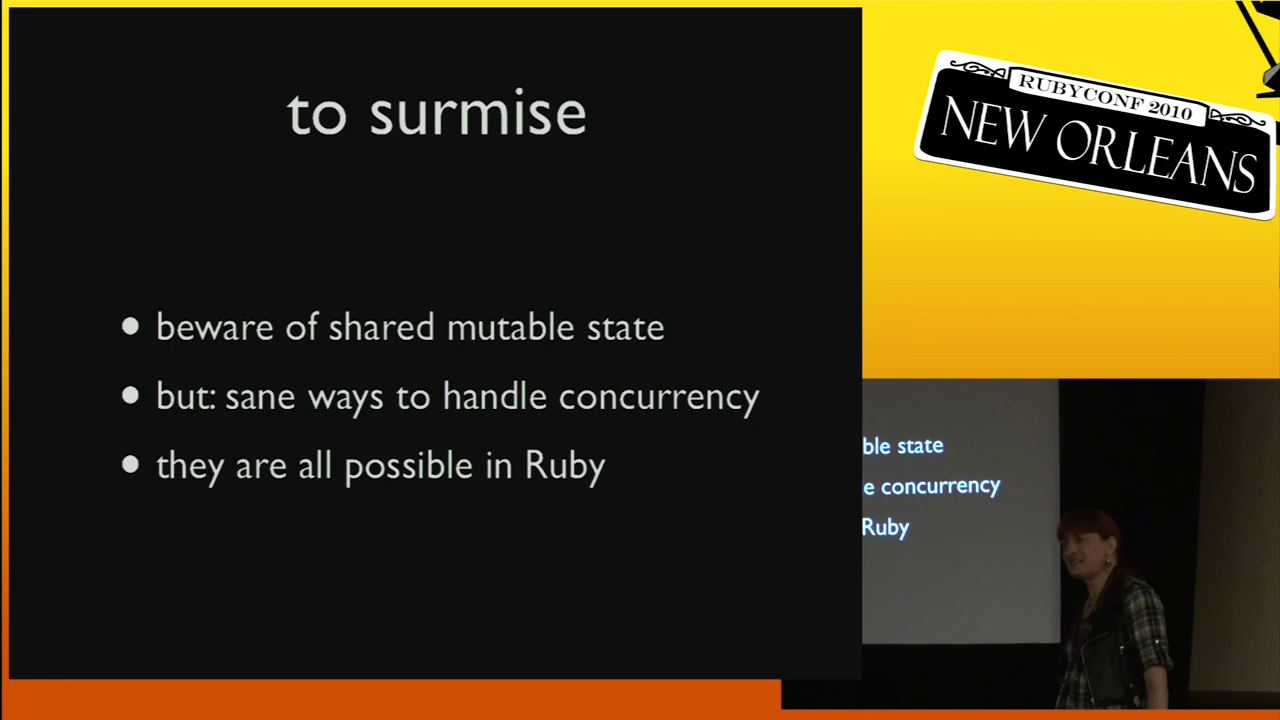 to surmise
• beware of shared mutable state
• but: sane ways to handle concurrency
• they are all possible in Ruby
RUBYCONF 2010
NEW ORLEANS
ble state
e concurrency
Ruby